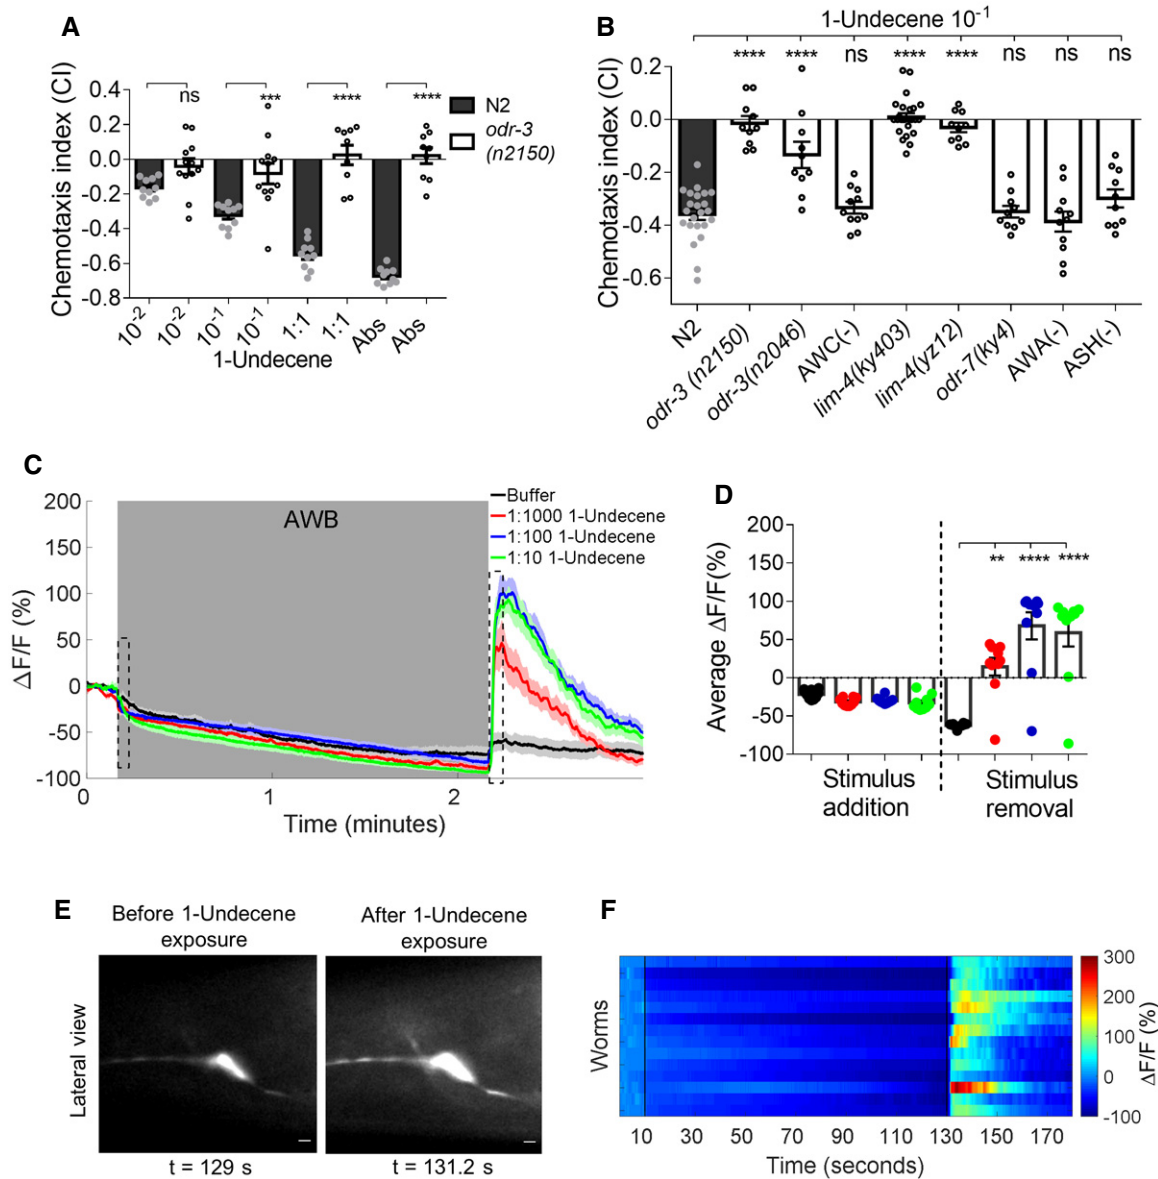 A
Chemotaxis index (CI)
0.4
0.2
0.0
-0.2
-0.4
-0.6
-0.8
ns
***
****
****
N2
odr-3
(n2150)
10-2
10-2
10-1
10-1
1:1
1:1
Abs
Abs
1-Undecene
B
1-Undecene 10-1
Chemotaxis index (CI)
0.2
0.0
-0.2
-0.4
-0.6
****
****
ns
****
****
ns
ns
ns
N2
odr-3 (n2150)
odr-3(n2046)
AWC(-)
lim-4(ky403)
lim-4(yz12)
odr-7(ky4)
AWA(-)
ASH(-)
C
ΔF/F (%)
200
150
100
50
0
-50
-100
AWB
Buffer
1:1000 1-Undecene
1:100 1-Undecene
1:10 1-Undecene
0
1
2
Time (minutes)
D
Average ΔF/F(%)
200
150
100
50
0
-50
-100
**
****
****
Stimulus
addition
Stimulus
removal
E
Before 1-Undecene
exposure
After 1-Undecene
exposure
Lateral view
t = 129 s
t = 131.2 s
F
Worms
10
30
50
70
90
110
130
150
170
Time (seconds)
300
200
100
0
-100
ΔF/F (%)